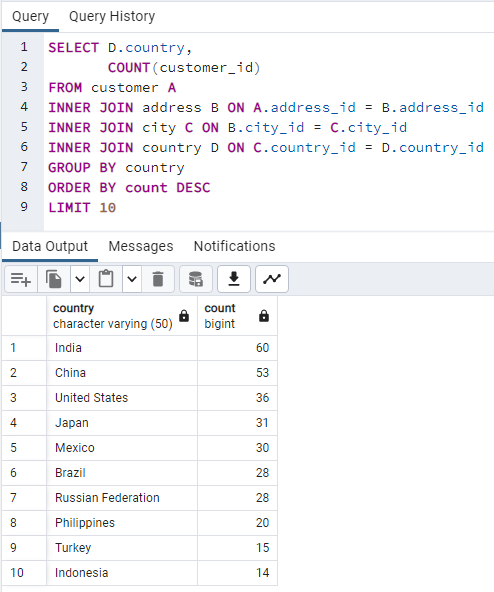 Query Query History
1 SELECT D.country,
2 COUNT(customer_id)
3 FROM customer A
4 INNER JOIN address B ON A.address_id = B.address_id
5 INNER JOIN city C ON B.city_id = C.city_id
6 INNER JOIN country D ON C.country_id = D.country_id
7 GROUP BY country
8 ORDER BY count DESC
9 LIMIT 10
Data Output Messages Notifications
country count
character varying (50) bigint
1 India 60
2 China 53
3 United States 36
4 Japan 31
5 Mexico 30
6 Brazil 28
7 Russian Federation 28
8 Philippines 20
9 Turkey 15
10 Indonesia 14